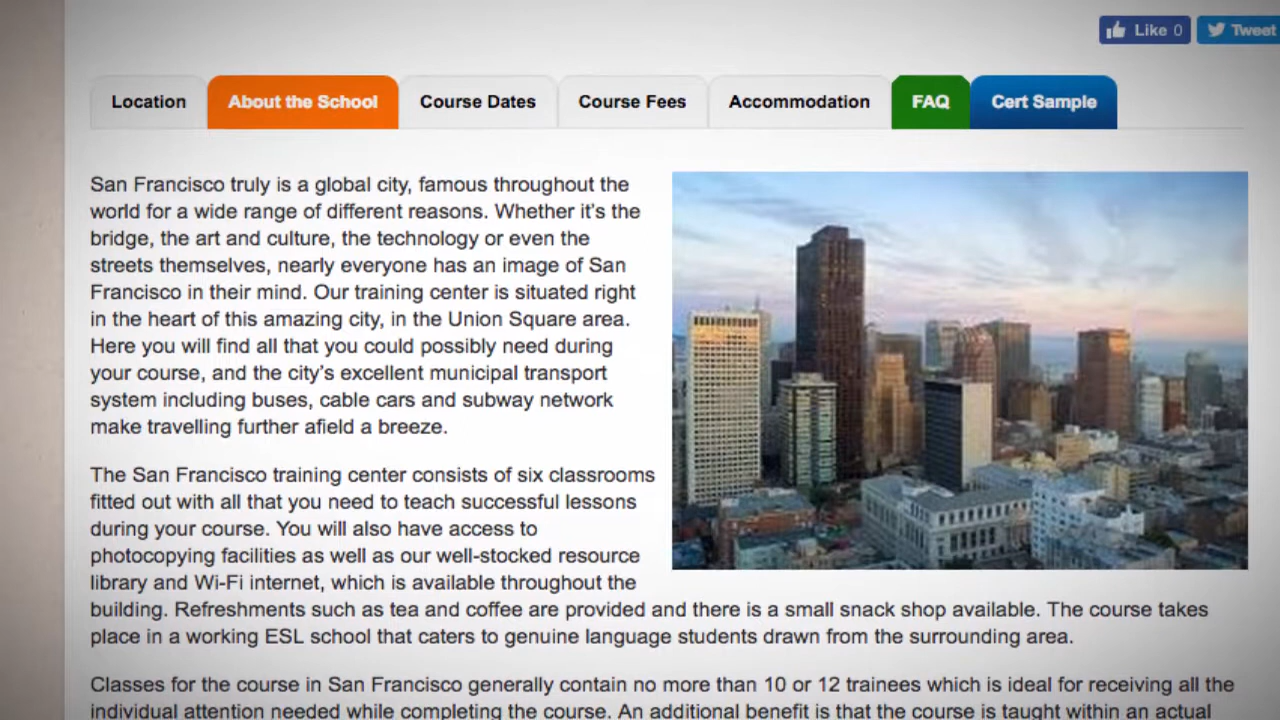 Like 0
Tweet
Location
About the School
Course Dates
Course Fees
Accommodation
FAQ
Cert Sample
San Francisco truly is a global city, famous throughout the
world for a wide range of different reasons. Whether it's the
bridge, the art and culture, the technology or even the
streets themselves, nearly everyone has an image of San
Francisco in their mind. Our training center is situated right
in the heart of this amazing city, in the Union Square area.
Here you will find all that you could possibly need during
your course, and the city's excellent municipal transport
system including buses, cable cars and subway network
make travelling further afield a breeze.
The San Francisco training center consists of six classrooms
fitted out with all that you need to teach successful lessons
during your course. You will also have access to
photocopying facilities as well as our well-stocked resource
library and Wi-Fi internet, which is available throughout the
building. Refreshments such as tea and coffee are provided and there is a small snack shop available. The course takes
place in a working ESL school that caters to genuine language students drawn from the surrounding area.
Classes for the course in San Francisco generally contain no more than 10 or 12 trainees which is ideal for receiving all the
individual attention needed while completing the course. An additional benefit is that the course is taught within an actual